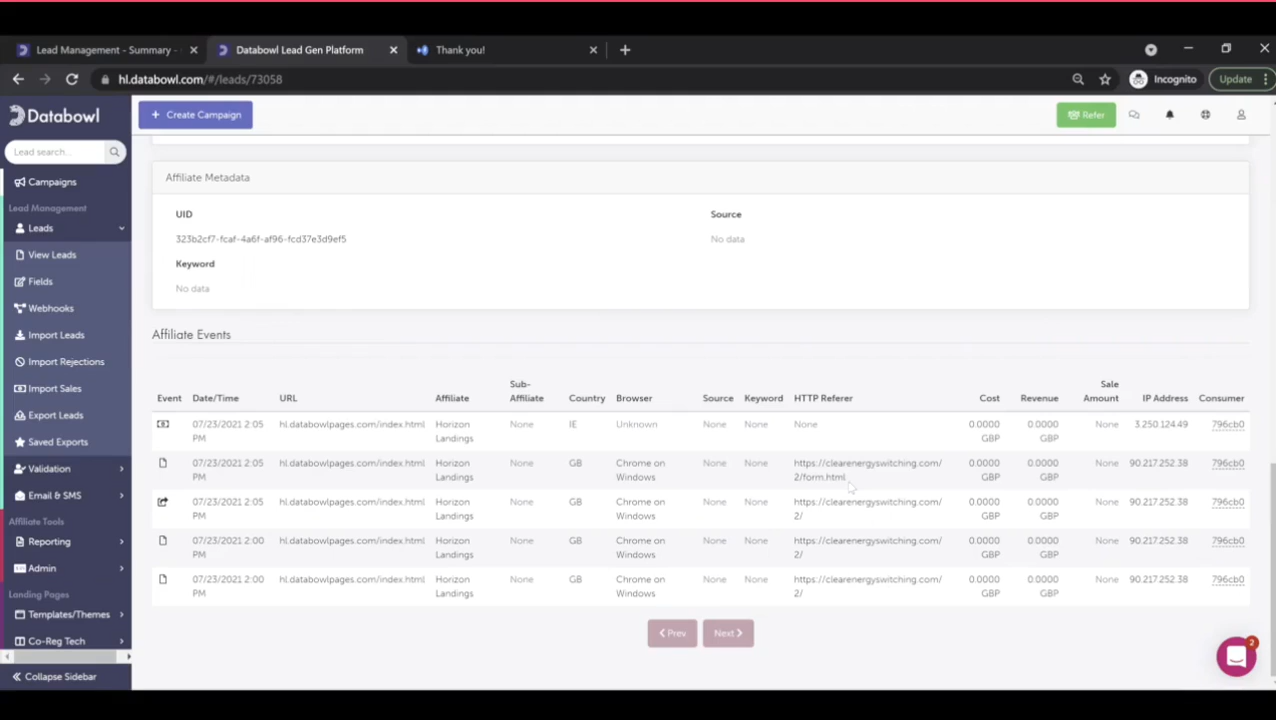 Lead Management - Summary -
Databowl Lead Gen Platform
Thank you!
hl.databowl.com/#/leads/73058
Incognito
Update
Databowl
+ Create Campaign
Refer
Lead search...
Campaigns
Lead Management
Leads
View Leads
Fields
Webhooks
Import Leads
Import Rejections
Import Sales
Export Leads
Saved Exports
Validation
Email & SMS
Affiliate Tools
Reporting
Admin
Landing Pages
Templates/Themes
Co-Reg Tech
Collapse Sidebar
Affiliate Metadata
UID
Source
323b2cf7-fcaf-4a6f-af96-fcd37e3d9ef5
No data
Keyword
No data
Affiliate Events
Event Date/Time URL Affiliate Sub-Affiliate Country Browser Source Keyword HTTP Referer Cost Revenue Sale Amount IP Address Consumer
07/23/2021 2:05 PM hl.databowlpages.com/index.html Horizon Landings None IE Unknown None None None 0.0000 GBP 0.0000 GBP None 3.250.124.49 796cb0
07/23/2021 2:05 PM hl.databowlpages.com/index.html Horizon Landings None GB Chrome on Windows None None https://clearenergyswitching.com/2/form.html 0.0000 GBP 0.0000 GBP None 90.217.252.38 796cb0
07/23/2021 2:05 PM hl.databowlpages.com/index.html Horizon Landings None GB Chrome on Windows None None https://clearenergyswitching.com/2/ 0.0000 GBP 0.0000 GBP None 90.217.252.38 796cb0
07/23/2021 2:00 PM hl.databowlpages.com/index.html Horizon Landings None GB Chrome on Windows None None https://clearenergyswitching.com/2/ 0.0000 GBP 0.0000 GBP None 90.217.252.38 796cb0
07/23/2021 2:00 PM hl.databowlpages.com/index.html Horizon Landings None GB Chrome on Windows None None https://clearenergyswitching.com/2/ 0.0000 GBP 0.0000 GBP None 90.217.252.38 796cb0
Prev
Next
2